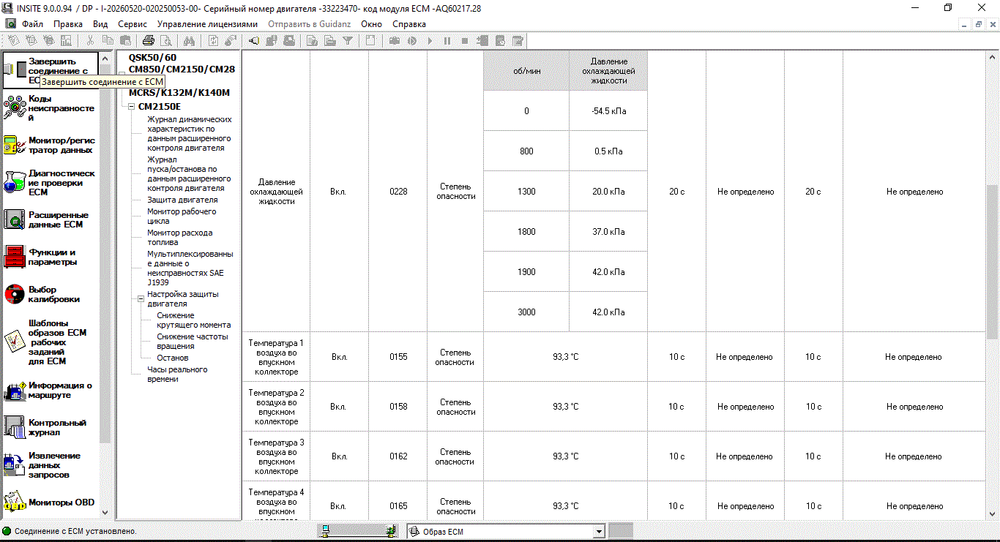 INSITE 9.0.0.94 / DP - I-20260520-020250053-00- Серийный номер двигателя -33223470- код модуля ECM -AQ60217.28
Файл Правка Вид Сервис Управление лицензиями Отправить в Guidanz Окно Справка
Завершить
соединение с
EC
Завершить соединение с ECM
Коды
неисправносте
й
Монитор/регис
тратор данных
Диагностическ
ие проверки
ECM
Расширенные
данные ECM
Функции и
параметры
Выбор
калибровки
Шаблоны
образов ECM
рабочих
заданий
для ECM
Информация о
маршруте
Контрольный
журнал
Извлечение
данных
запросов
Мониторы OBD
QSK50/60
CM850/CM2150/CM28
MCRS/K132M/K140M
CM2150E
Журнал динамических
характеристик по
данным расширенного
контроля двигателя
Журнал
пуска/останова по
данным расширенного
контроля двигателя
Защита двигателя
Монитор рабочего
цикла
Монитор расхода
топлива
Мультиплексированны
е данные о
неисправностях SAE
J1939
Настройка защиты
двигателя
Снижение
крутящего момента
Снижение частоты
вращения
Останов
Часы реального
времени
об/мин
Давление
охлаждающей
жидкости
0 -54.5 кПа
800 0.5 кПа
Давление
охлаждающей
жидкости
Вкл.
0228
Степень
опасности
1300 20.0 кПа
20 с Не определено 20 с Не определено
1800 37.0 кПа
1900 42.0 кПа
3000 42.0 кПа
Температура 1
воздуха во
впускном
коллекторе
Вкл. 0155
Степень
опасности
93,3 °C 10 с Не определено 10 с Не определено
Температура 2
воздуха во
впускном
коллекторе
Вкл. 0158
Степень
опасности
93,3 °C 10 с Не определено 10 с Не определено
Температура 3
воздуха во
впускном
коллекторе
Вкл. 0162
Степень
опасности
93,3 °C 10 с Не определено 10 с Не определено
Температура 4
воздуха во
впускном
Вкл. 0165
Степень
опасности
93,3 °C 10 с Не определено 10 с Не определено
Соединение с ECM установлено.
Образ ECM